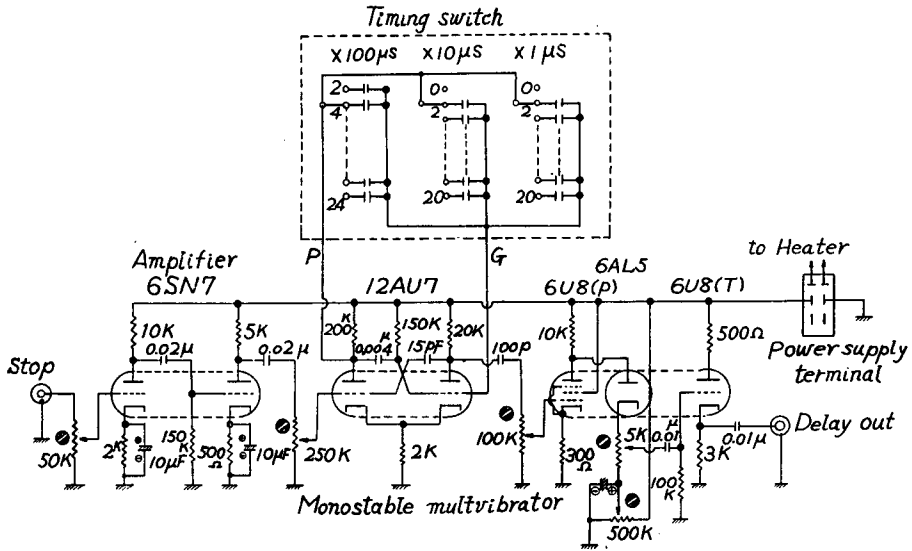 Timing switch
X100μS X10μS X1μS
2 0 0
4 2 2
24 20 20
P G
to Heater
Amplifier
6SN7
12AU7
6AL5
6U8(P)
6U8(T)
10K
0.02μ
5K
0.02μ
200K
0.004μ
150K
15pF
20K
100P
10K
500Ω
Power supply
terminal
Stop
50K
2K
10μF
150K
500Ω
10μF
250K
2K
100K
300Ω
5K
0.01μ
100K
3K
0.01μ
Delay out
Monostable multvibrator
500K